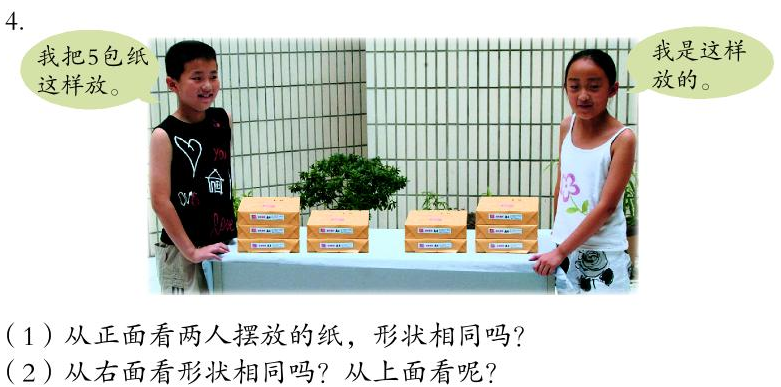 4.
我把5包纸
这样放。
我是这样
放的。
(1)从正面看两人摆放的纸，形状相同吗？
(2)从右面看形状相同吗？从上面看呢？